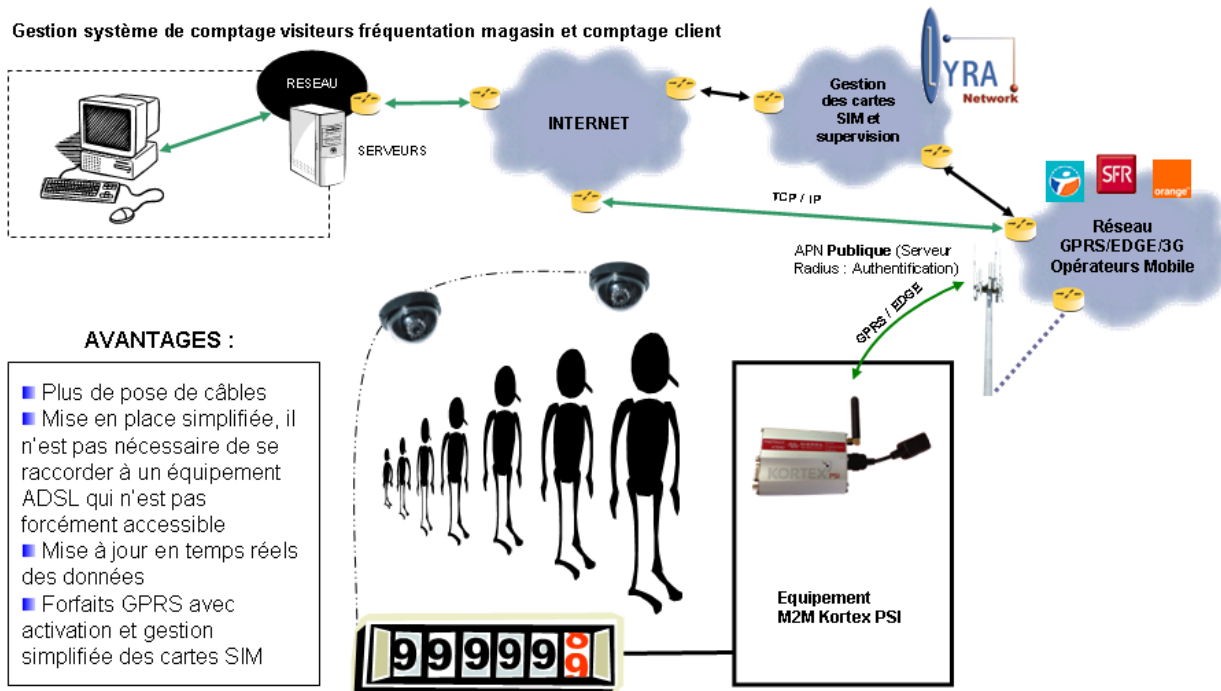 Gestion système de comptage visiteurs fréquentation magasin et comptage client
RESEAU
SERVEURS
INTERNET
Gestion
des cartes
SIM et
supervision
YRA
Network
SFR
orange
TCP / IP
Réseau
GPRS/EDGE/3G
Opérateurs Mobile
APN Publique (Serveur
Radius : Authentification)
GPRS / EDGE
AVANTAGES :
Plus de pose de câbles
Mise en place simplifiée, il
n'est pas nécessaire de se
raccorder à un équipement
ADSL qui n'est pas
forcément accessible
Mise à jour en temps réels
des données
Forfaits GPRS avec
activation et gestion
simplifiée des cartes SIM
KORTEX PSI
Equipement
M2M Kortex PSI
99999 8
9